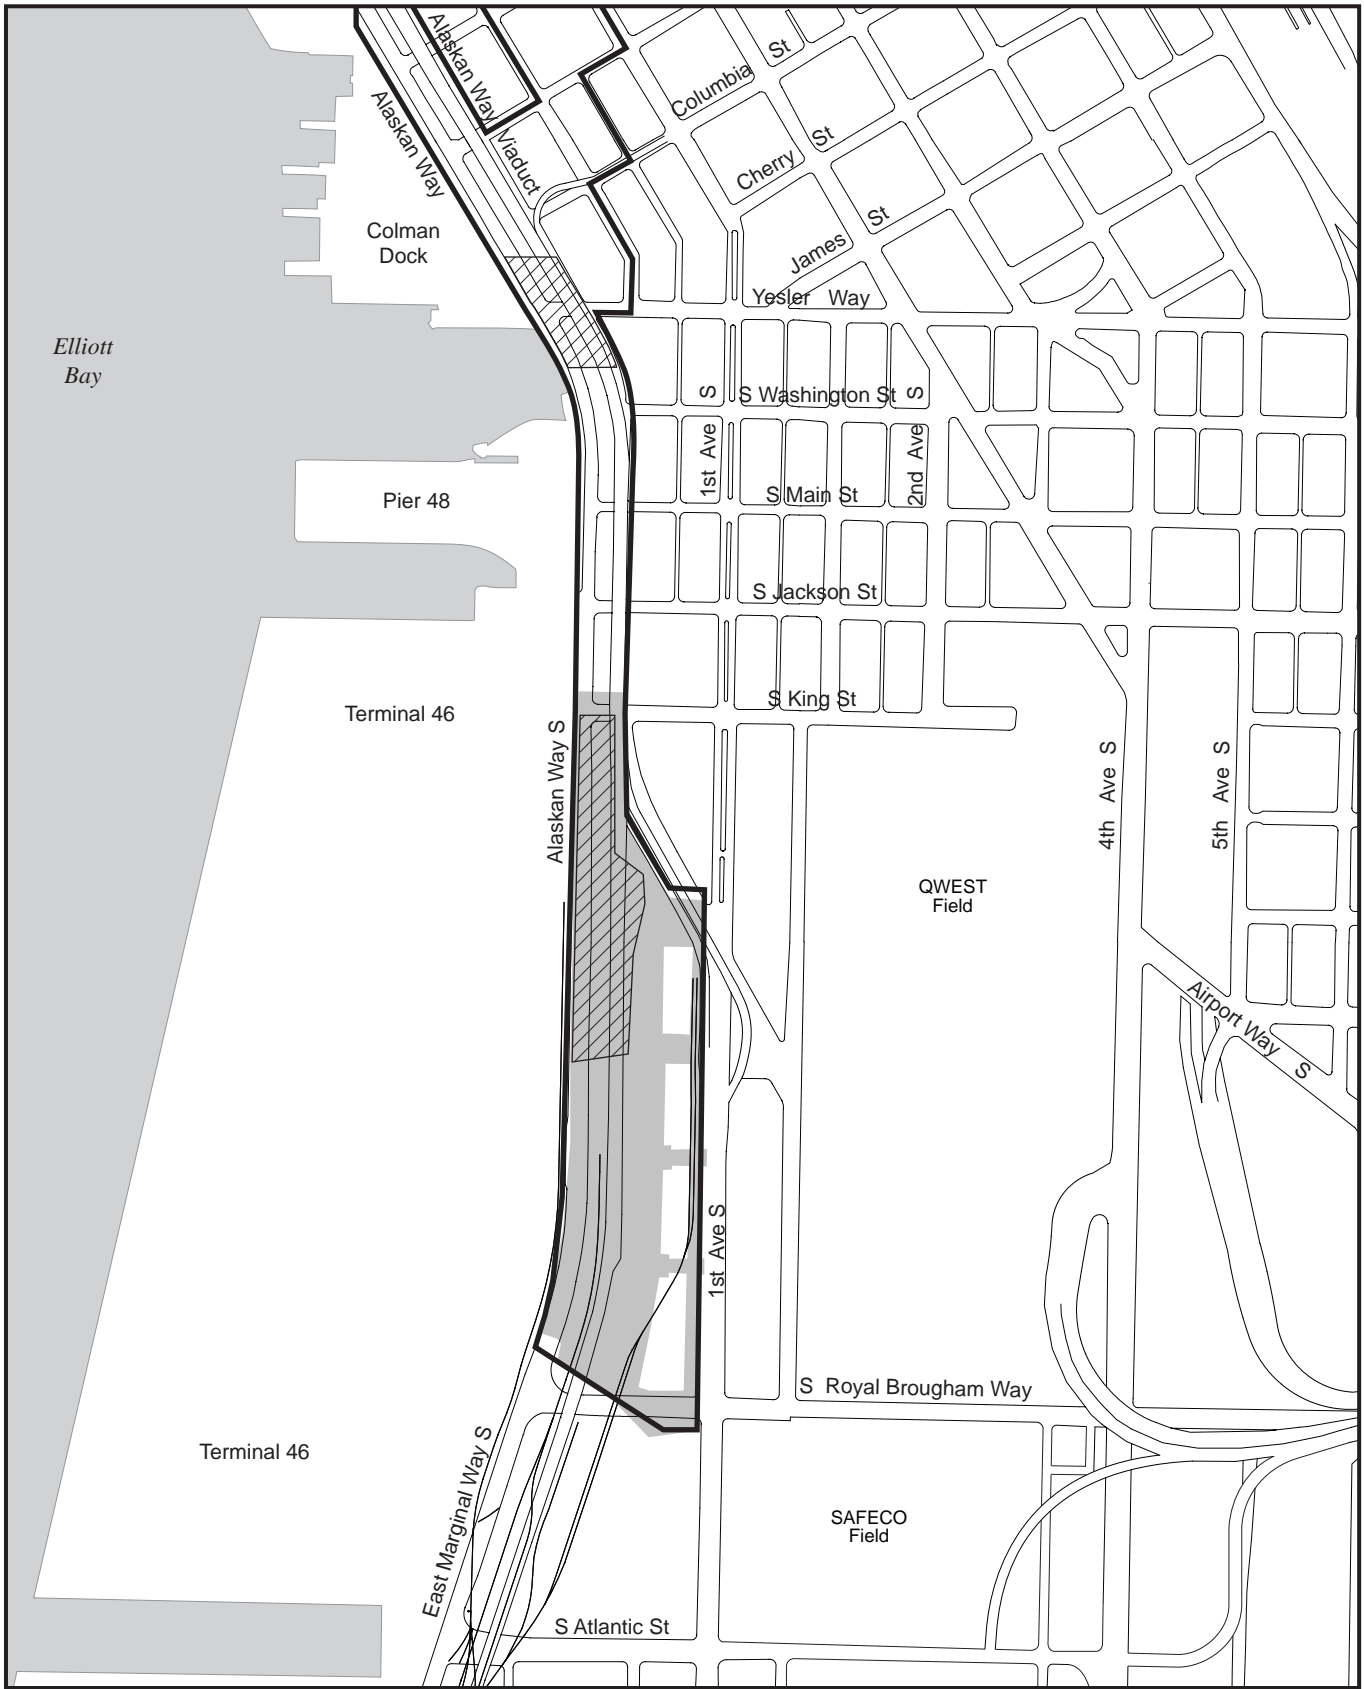 Alaskan Way Viaduct
Columbia St
Alaskan Way
Cherry St
Colman
Dock
James St
Yesler Way
Elliott
Bay
S Washington St
1st Ave S
2nd Ave S
S Main St
Pier 48
S Jackson St
S King St
Terminal 46
Alaskan Way S
4th Ave S
5th Ave S
QWEST
Field
Airport Way S
1st Ave S
S Royal Brougham Way
Terminal 46
East Marginal Way S
SAFECO
Field
S Atlantic St